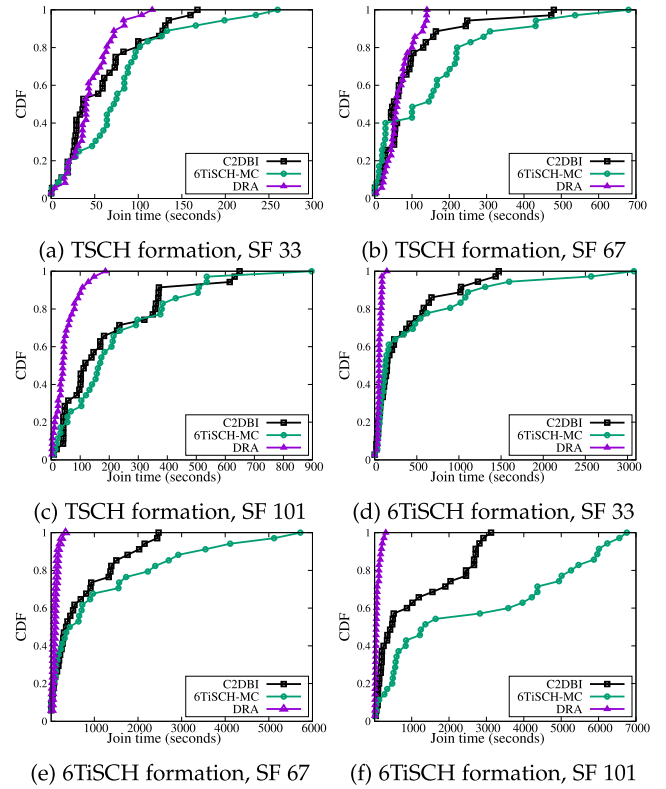 1
0.8
0.6
0.4
0.2
0
CDF
0 50 100 150 200 250 300
Join time (seconds)
C2DBI
6TiSCH-MC
DRA
(a) TSCH formation, SF 33
1
0.8
0.6
0.4
0.2
0
CDF
0 100 200 300 400 500 600 700
Join time (seconds)
C2DBI
6TiSCH-MC
DRA
(b) TSCH formation, SF 67
1
0.8
0.6
0.4
0.2
0
CDF
0 100 200 300 400 500 600 700 800 900
Join time (seconds)
C2DBI
6TiSCH-MC
DRA
(c) TSCH formation, SF 101
1
0.8
0.6
0.4
0.2
0
CDF
0 500 1000 1500 2000 2500 3000
Join time (seconds)
C2DBI
6TiSCH-MC
DRA
(d) 6TiSCH formation, SF 33
1
0.8
0.6
0.4
0.2
0
CDF
1000 2000 3000 4000 5000 6000
Join time (seconds)
C2DBI
6TiSCH-MC
DRA
(e) 6TiSCH formation, SF 67
1
0.8
0.6
0.4
0.2
0
CDF
0 1000 2000 3000 4000 5000 6000 7000
Join time (seconds)
C2DBI
6TiSCH-MC
DRA
(f) 6TiSCH formation, SF 101